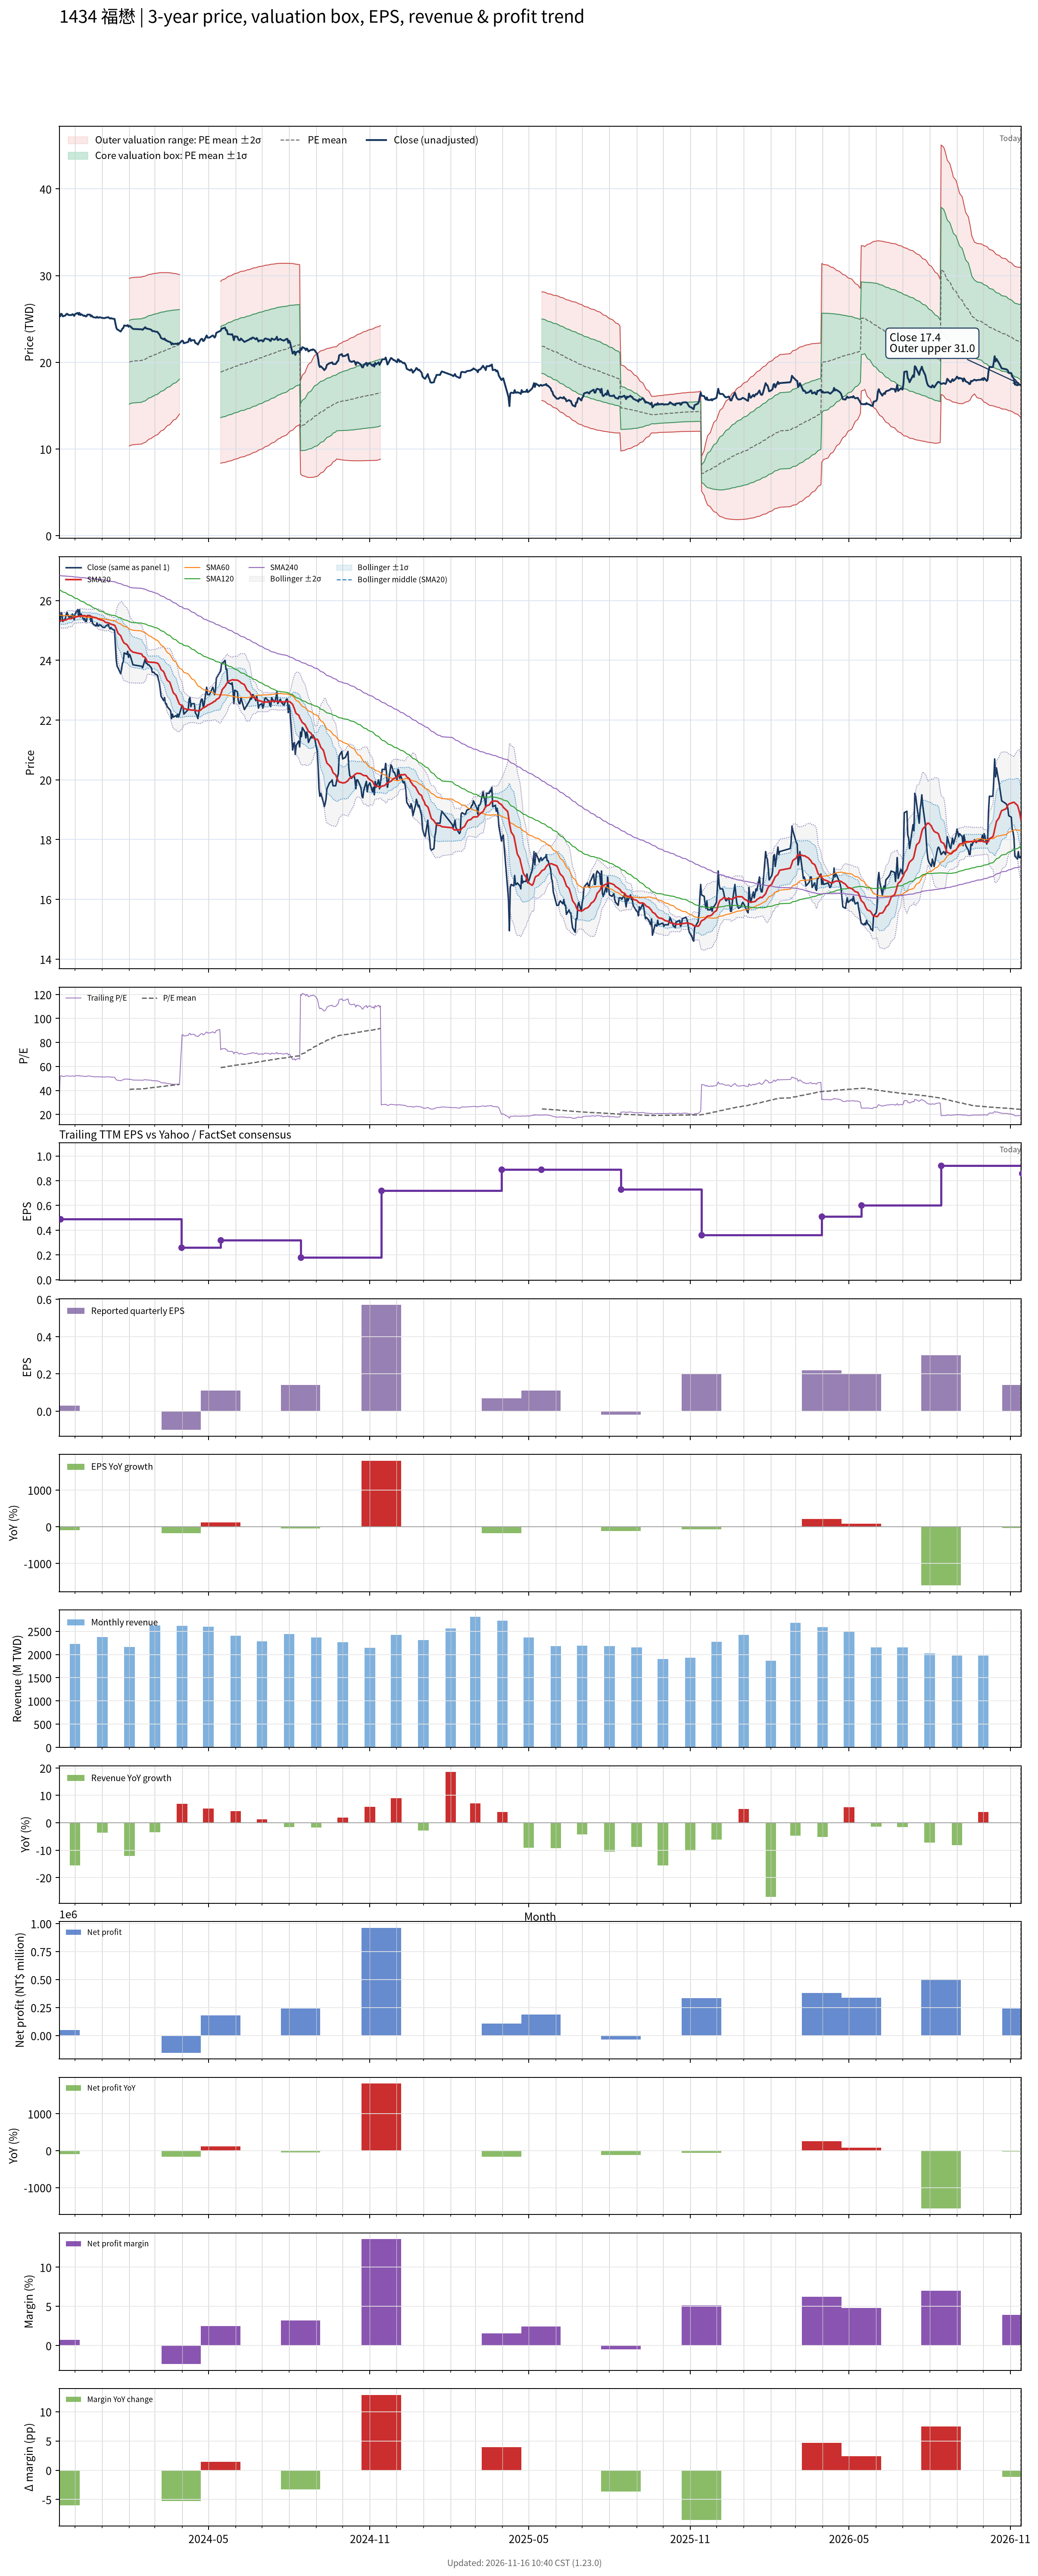 1434 福懋 | 3-year price, valuation box, EPS, revenue & profit trend
Outer valuation range: PE mean ±2σ
Core valuation box: PE mean ±1σ
PE mean
Close (unadjusted)
Today
Price (TWD)
40
30
20
10
0
Close 17.4
Outer upper 31.0
Close (same as panel 1)
SMA20
SMA60
SMA120
SMA240
Bollinger ±2σ
Bollinger ±1σ
Bollinger middle (SMA20)
Price
26
24
22
20
18
16
14
Trailing P/E
P/E mean
P/E
120
100
80
60
40
20
Trailing TTM EPS vs Yahoo / FactSet consensus
Today
EPS
1.0
0.8
0.6
0.4
0.2
0.0
Reported quarterly EPS
EPS
0.6
0.4
0.2
0.0
EPS YoY growth
YoY (%)
1000
0
-1000
Monthly revenue
Revenue (M TWD)
2500
2000
1500
1000
500
0
Revenue YoY growth
YoY (%)
20
10
0
-10
-20
Month
1e6
Net profit
Net profit (NT$ million)
1.00
0.75
0.50
0.25
0.00
Net profit YoY
YoY (%)
1000
0
-1000
Net profit margin
Margin (%)
10
5
0
Margin YoY change
Δ margin (pp)
10
5
0
-5
2024-05
2024-11
2025-05
2025-11
2026-05
2026-11
Updated: 2026-11-16 10:40 CST (1.23.0)